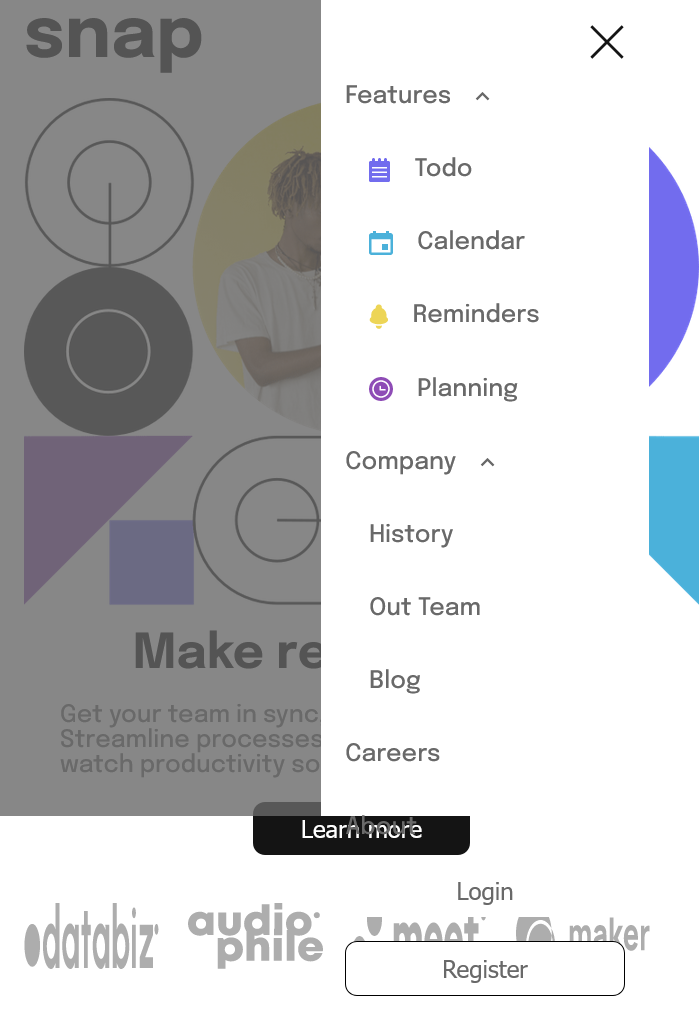 snap
Features
Todo
Calendar
Reminders
Planning
Company
History
Out Team
Blog
Careers
About
Make re
Get your team in sync.
Streamline processes
watch productivity so
Learn more
Login
databiz
audiophile
meet
maker
Register